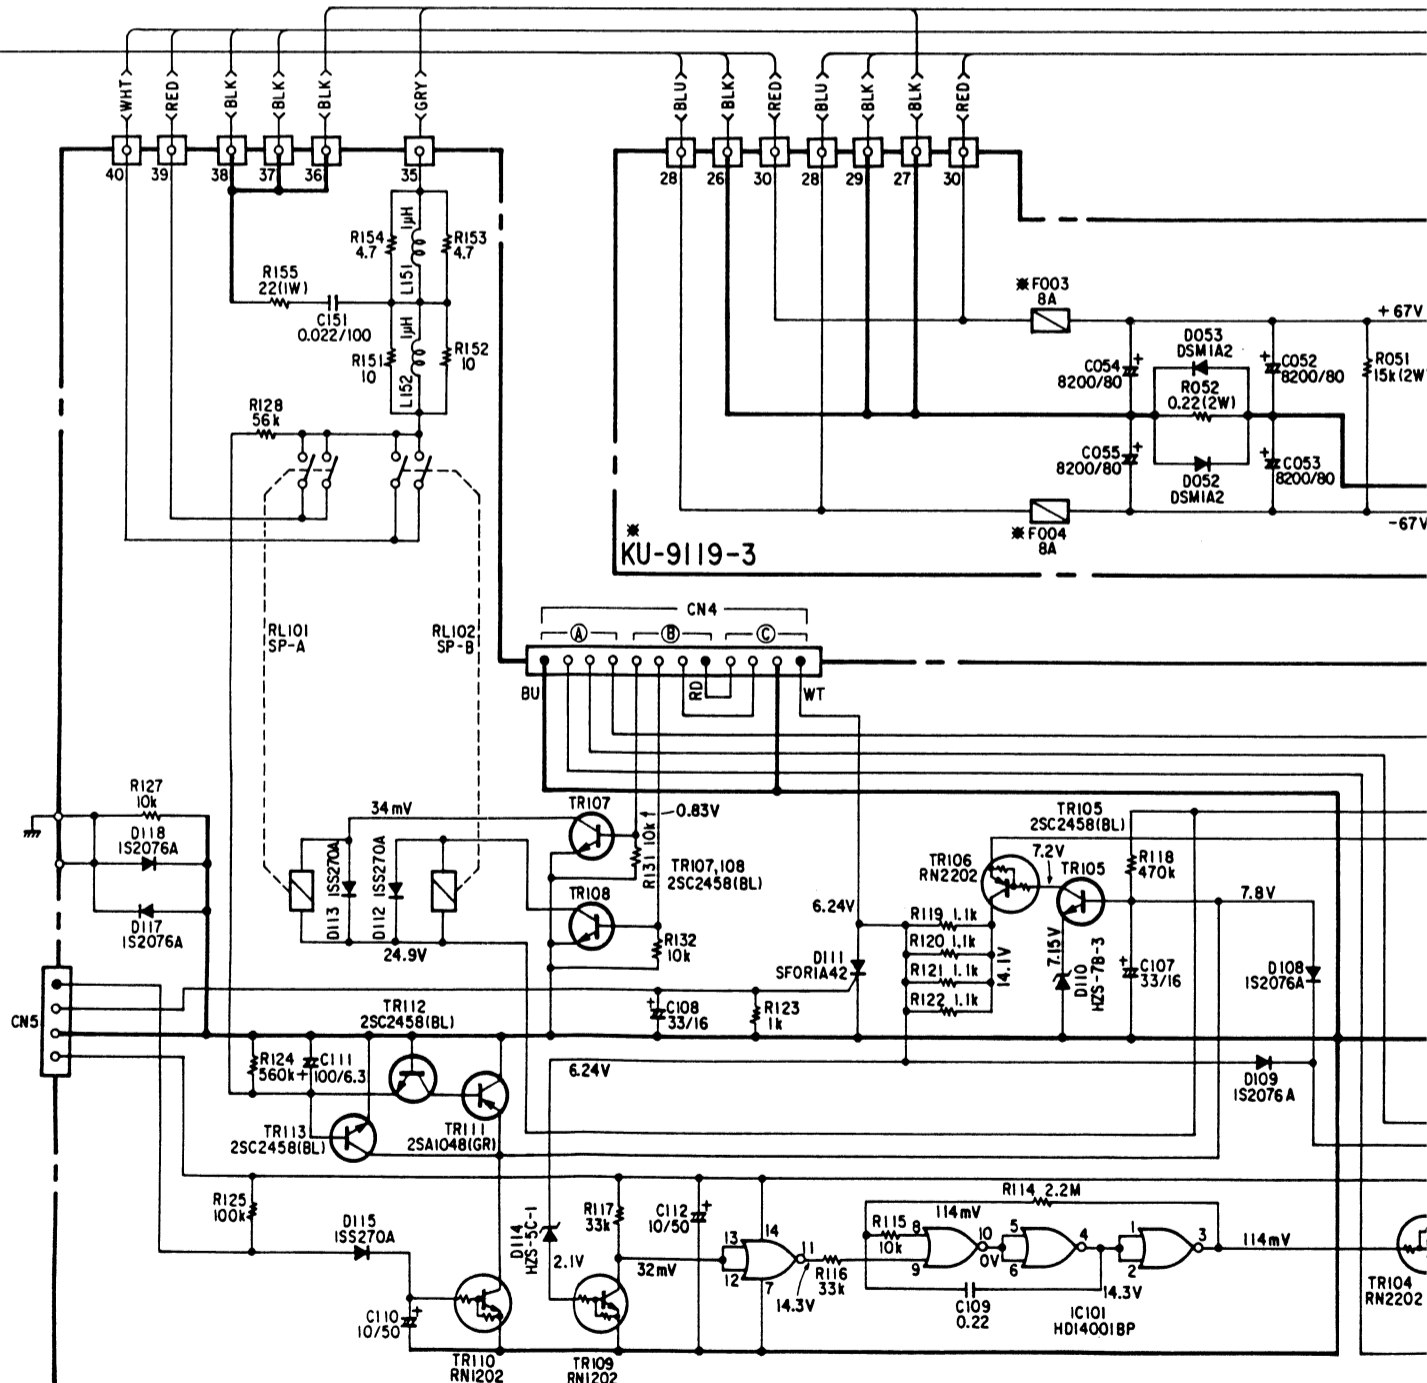 <WHT>
<RED>
<BLK>
<BLK>
<BLK>
<GRY>
<BLU>
<BLK>
<RED>
<BLU>
<BLK>
<BLK>
<RED>
40
39
38
37
36
35
28
26
30
28
29
27
30
R154
4.7
1μH
L151
R153
4.7
R155
22(1W)
C151
0.022/100
R151
10
1μH
L152
R152
10
R128
56k
※F003
8A
+67V
D053
DSM1A2
C054
8200/80
R052
0.22(2W)
+
C052
8200/80
R051
15k(2W
C055
8200/80
+
D052
DSM1A2
+
C053
8200/80
※F004
8A
-67V
※
KU-9119-3
RL101
SP-A
RL102
SP-B
CN4
Ⓐ
Ⓑ
Ⓒ
BU
RD
WT
R127
10k
D118
1S2076A
D117
1S2076A
34mV
TR107
0.83V
R131 10k
TR107,108
2SC2458(BL)
D113 1SS270A
D112 1SS270A
TR108
R132
10k
24.9V
TR105
2SC2458(BL)
7.2V
TR106
RN2202
TR105
R118
470k
7.8V
6.24V
R119 1.1k
R120 1.1k
R121 1.1k
R122 1.1k
14.1V
7.15V
D110
HZS-7B-3
+
C107
33/16
D108
1S2076A
D111
SFOR1A42
CN5
TR112
2SC2458(BL)
+
C108
33/16
R123
1k
R124
560k
+
C111
100/6.3
6.24V
D109
1S2076A
TR113
2SC2458(BL)
TR111
2SA1048(GR)
R125
100k
D115
1SS270A
D114
HZS-5C-1
2.1V
R117
33k
C112
10/50
+
32mV
13
12
14
7
11
14.3V
R116
33k
R114 2.2M
114mV
R115
10k
8
9
10
0V
5
6
4
14.3V
1
2
3
114mV
C109
0.22
IC101
HD14001BP
TR104
RN2202
C110
10/50
+
TR110
RN1202
TR109
RN1202